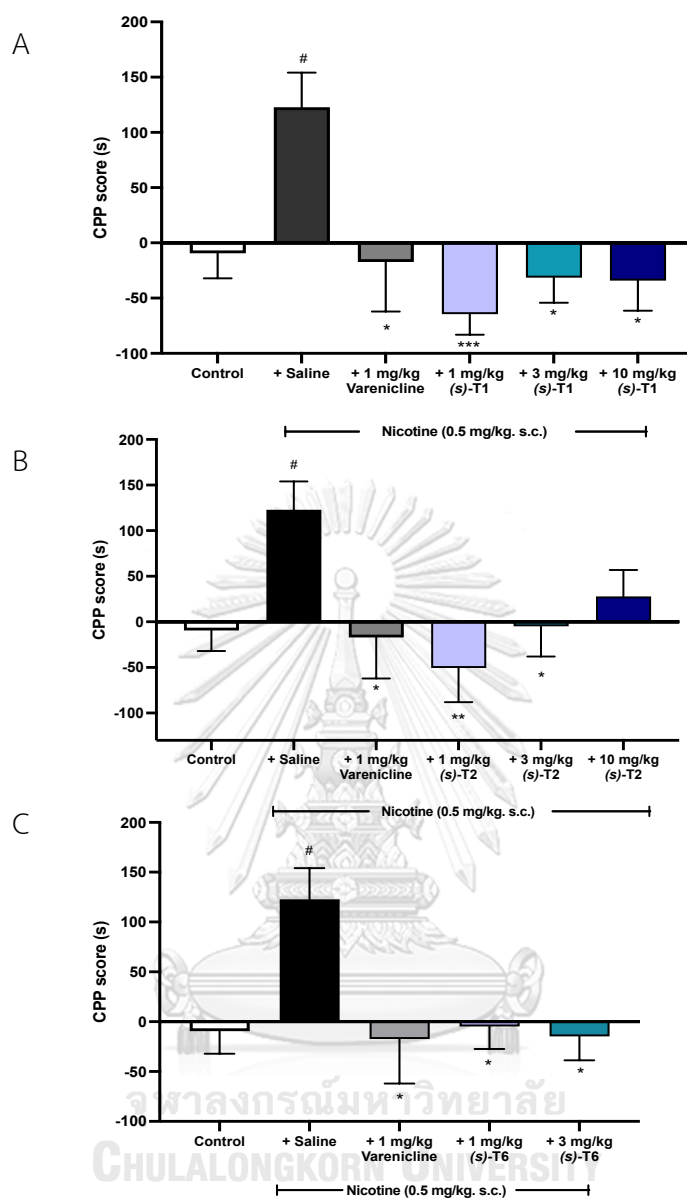 A
CPP score (s)
200
150
100
50
0
-50
-100
#
*
***
*
*
Control
+ Saline
+ 1 mg/kg
Varenicline
+ 1 mg/kg
(s)-T1
+ 3 mg/kg
(s)-T1
+ 10 mg/kg
(s)-T1
Nicotine (0.5 mg/kg. s.c.)
B
CPP score (s)
200
150
100
50
0
-50
-100
#
*
**
*
Control
+ Saline
+ 1 mg/kg
Varenicline
+ 1 mg/kg
(s)-T2
+ 3 mg/kg
(s)-T2
+ 10 mg/kg
(s)-T2
Nicotine (0.5 mg/kg. s.c.)
C
CPP score (s)
200
150
100
50
0
-50
-100
#
*
*
*
Control
+ Saline
+ 1 mg/kg
Varenicline
+ 1 mg/kg
(s)-T6
+ 3 mg/kg
(s)-T6
Nicotine (0.5 mg/kg. s.c.)
จุฬาลงกรณ์มหาวิทยาลัย
CHULALONGKORN UNIVERSITY